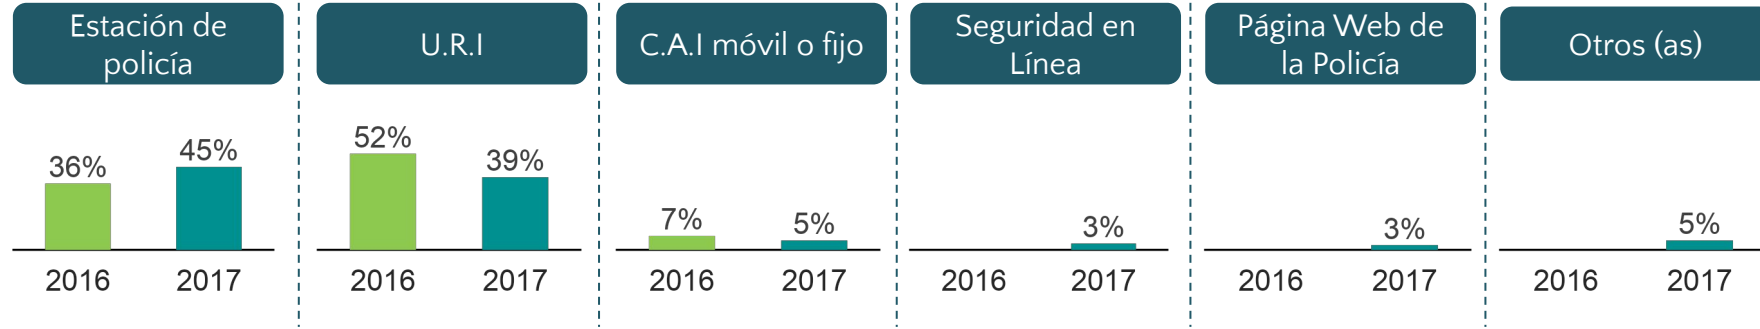 Estación de
policía
36%
45%
2016
2017
U.R.I
52%
39%
2016
2017
C.A.I móvil o fijo
7%
5%
2016
2017
Seguridad en
Línea
3%
2016
2017
Página Web de
la Policía
3%
2016
2017
Otros (as)
5%
2016
2017